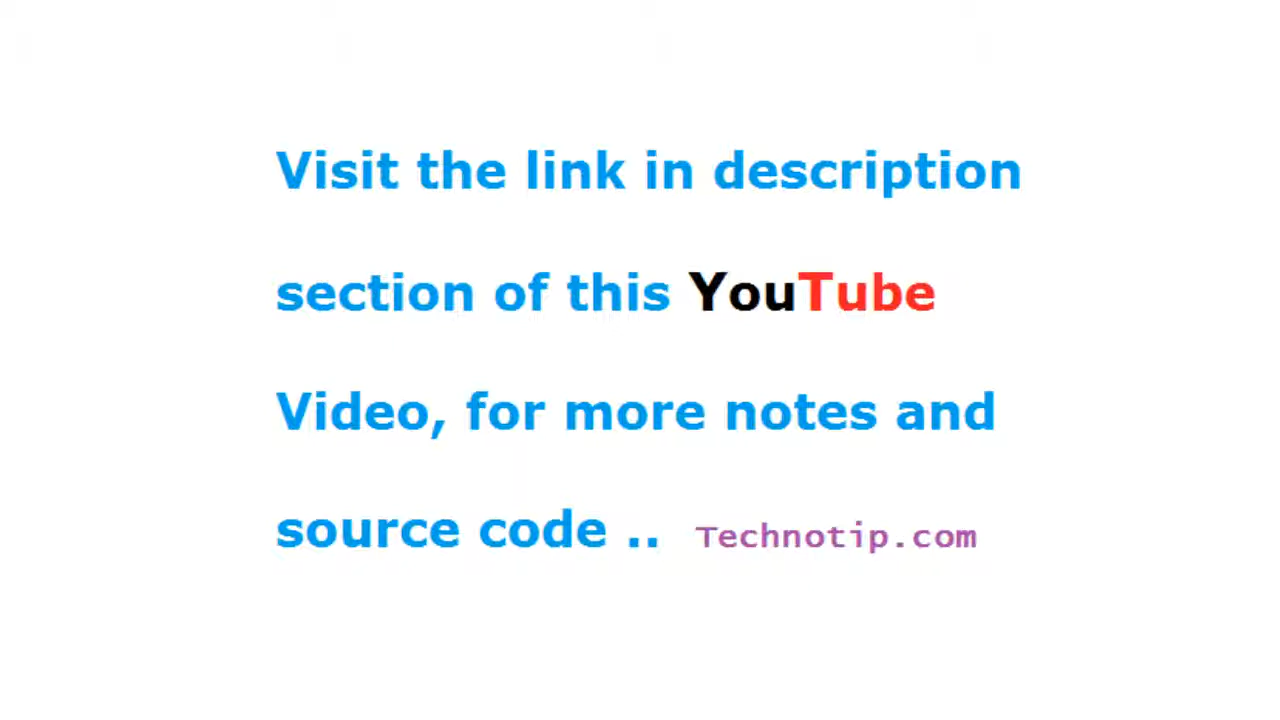 Visit the link in description
section of this YouTube
Video, for more notes and
source code .. Technotip.com